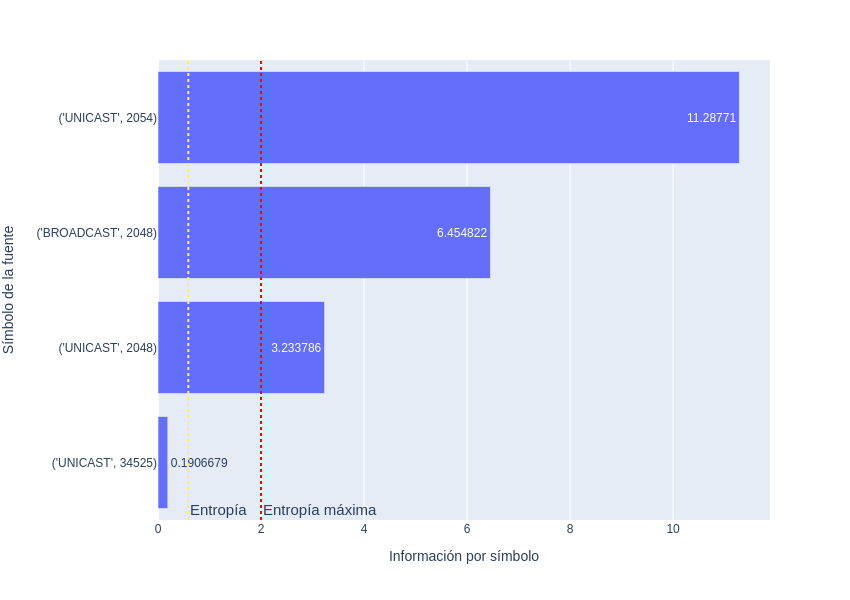 Símbolo de la fuente
('UNICAST', 2054)
11.28771
('BROADCAST', 2048)
6.454822
('UNICAST', 2048)
3.233786
('UNICAST', 34525)
0.1906679
Entropía
Entropía máxima
0
2
4
6
8
10
Información por símbolo